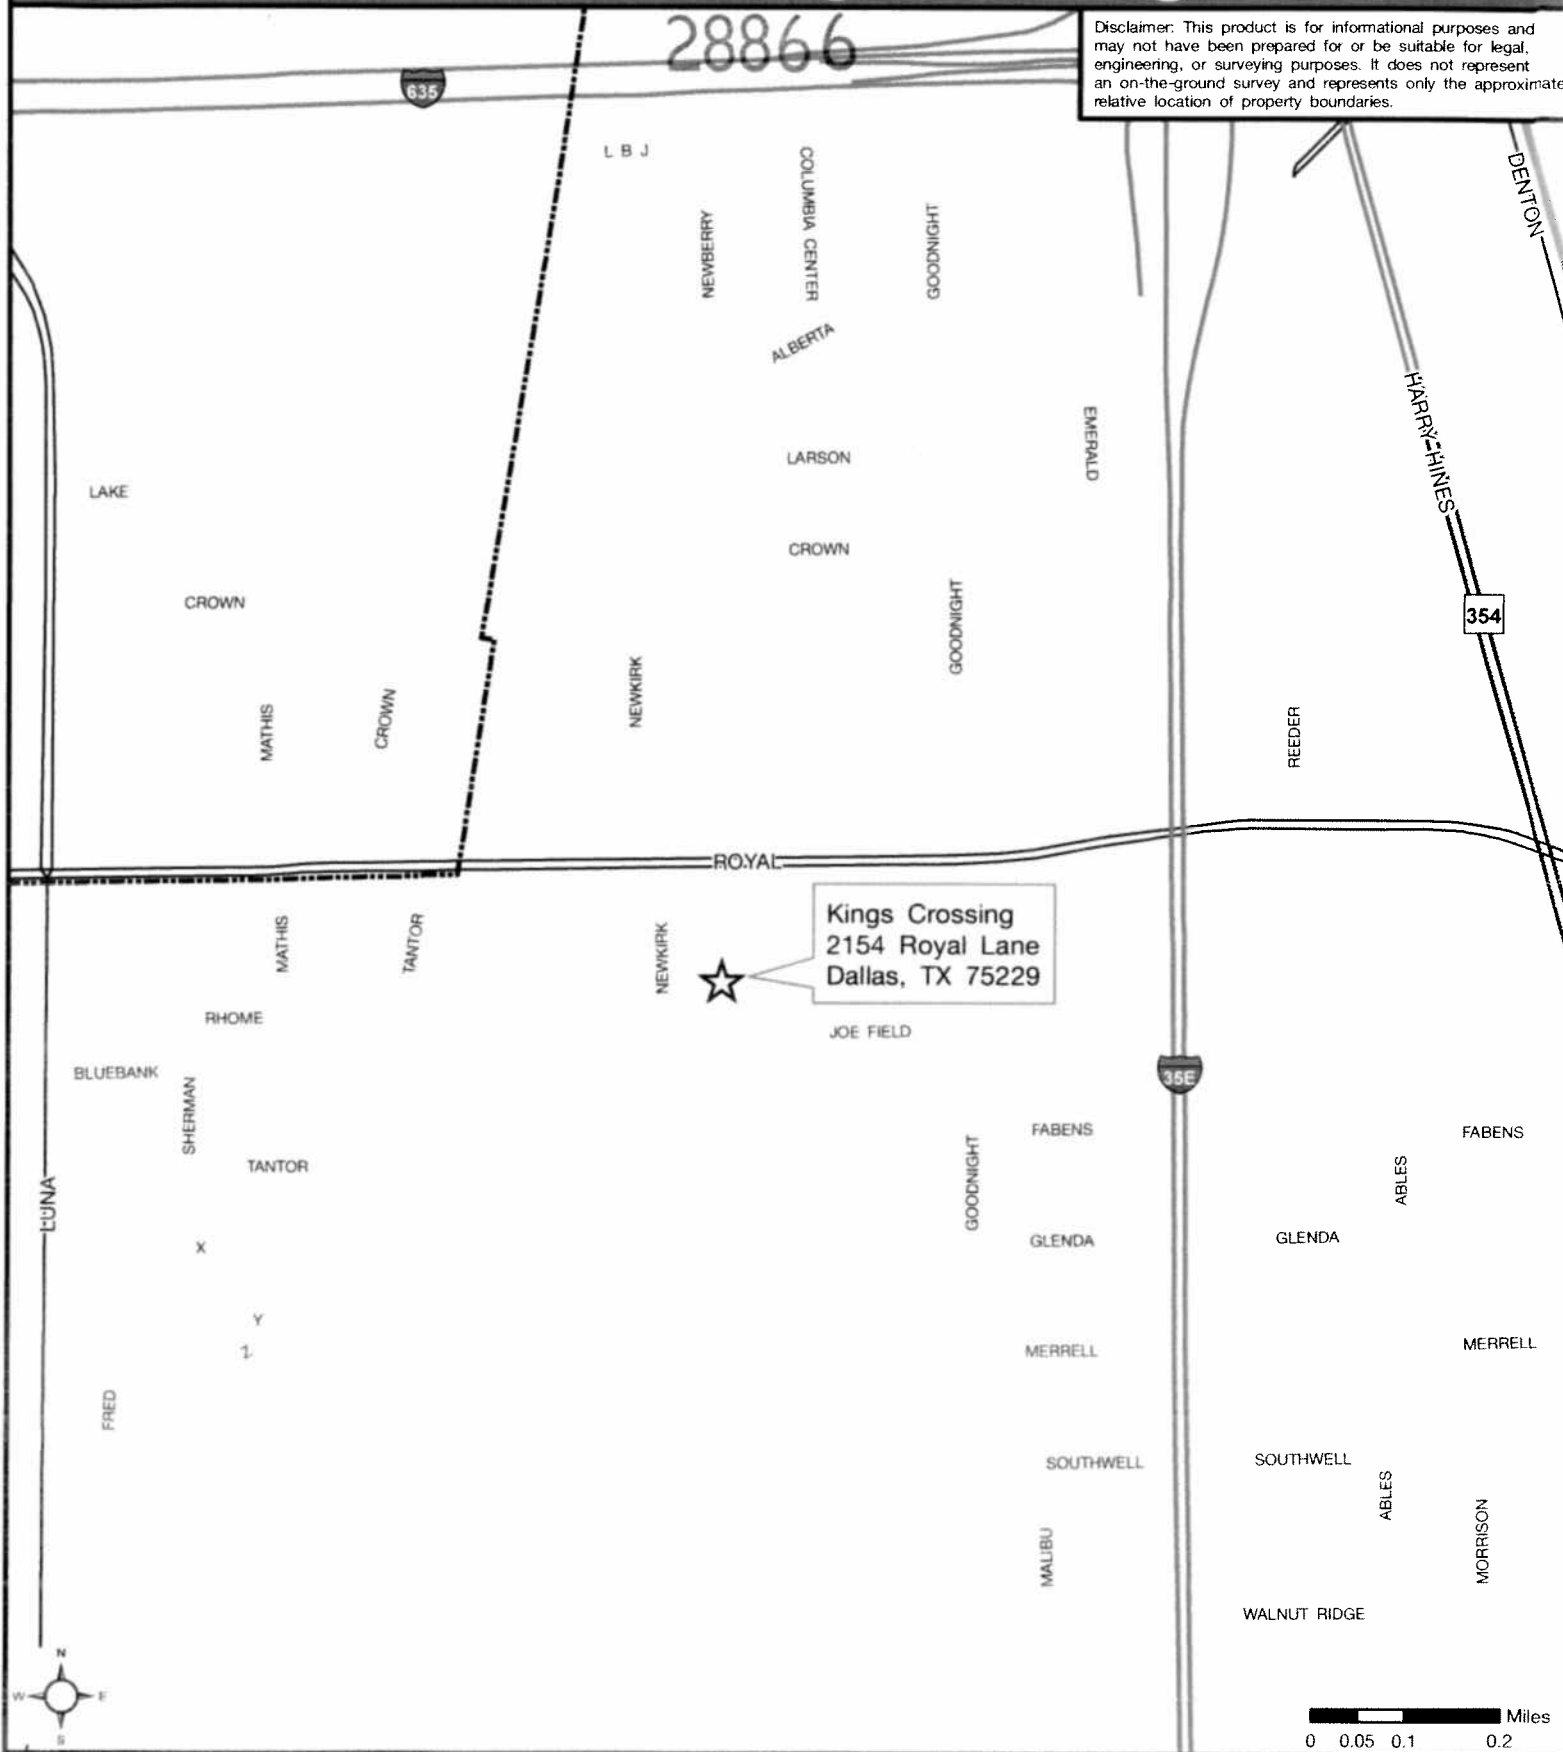 28866
Disclaimer: This product is for informational purposes and
may not have been prepared for or be suitable for legal,
engineering, or surveying purposes. It does not represent
an on-the-ground survey and represents only the approximate
relative location of property boundaries.
635
L B J
DENTON
COLUMBIA CENTER
NEWBERRY
GOODNIGHT
ALBERTA
HARRY HINES
EMERALD
LARSON
LAKE
CROWN
CROWN
354
GOODNIGHT
NEWKIRK
MATHIS
CROWN
REEDER
ROYAL
Kings Crossing
2154 Royal Lane
Dallas, TX 75229
MATHIS
TANTOR
NEWKIRK
RHOME
JOE FIELD
BLUEBANK
35E
SHERMAN
FABENS
FABENS
TANTOR
ABLES
GOODNIGHT
LUNA
GLENDA
GLENDA
X
Y
Z
MERRELL
MERRELL
FRED
SOUTHWELL
SOUTHWELL
ABLES
MALIBU
MORRISON
WALNUT RIDGE
N
W E
S
Miles
0 0.05 0.1 0.2